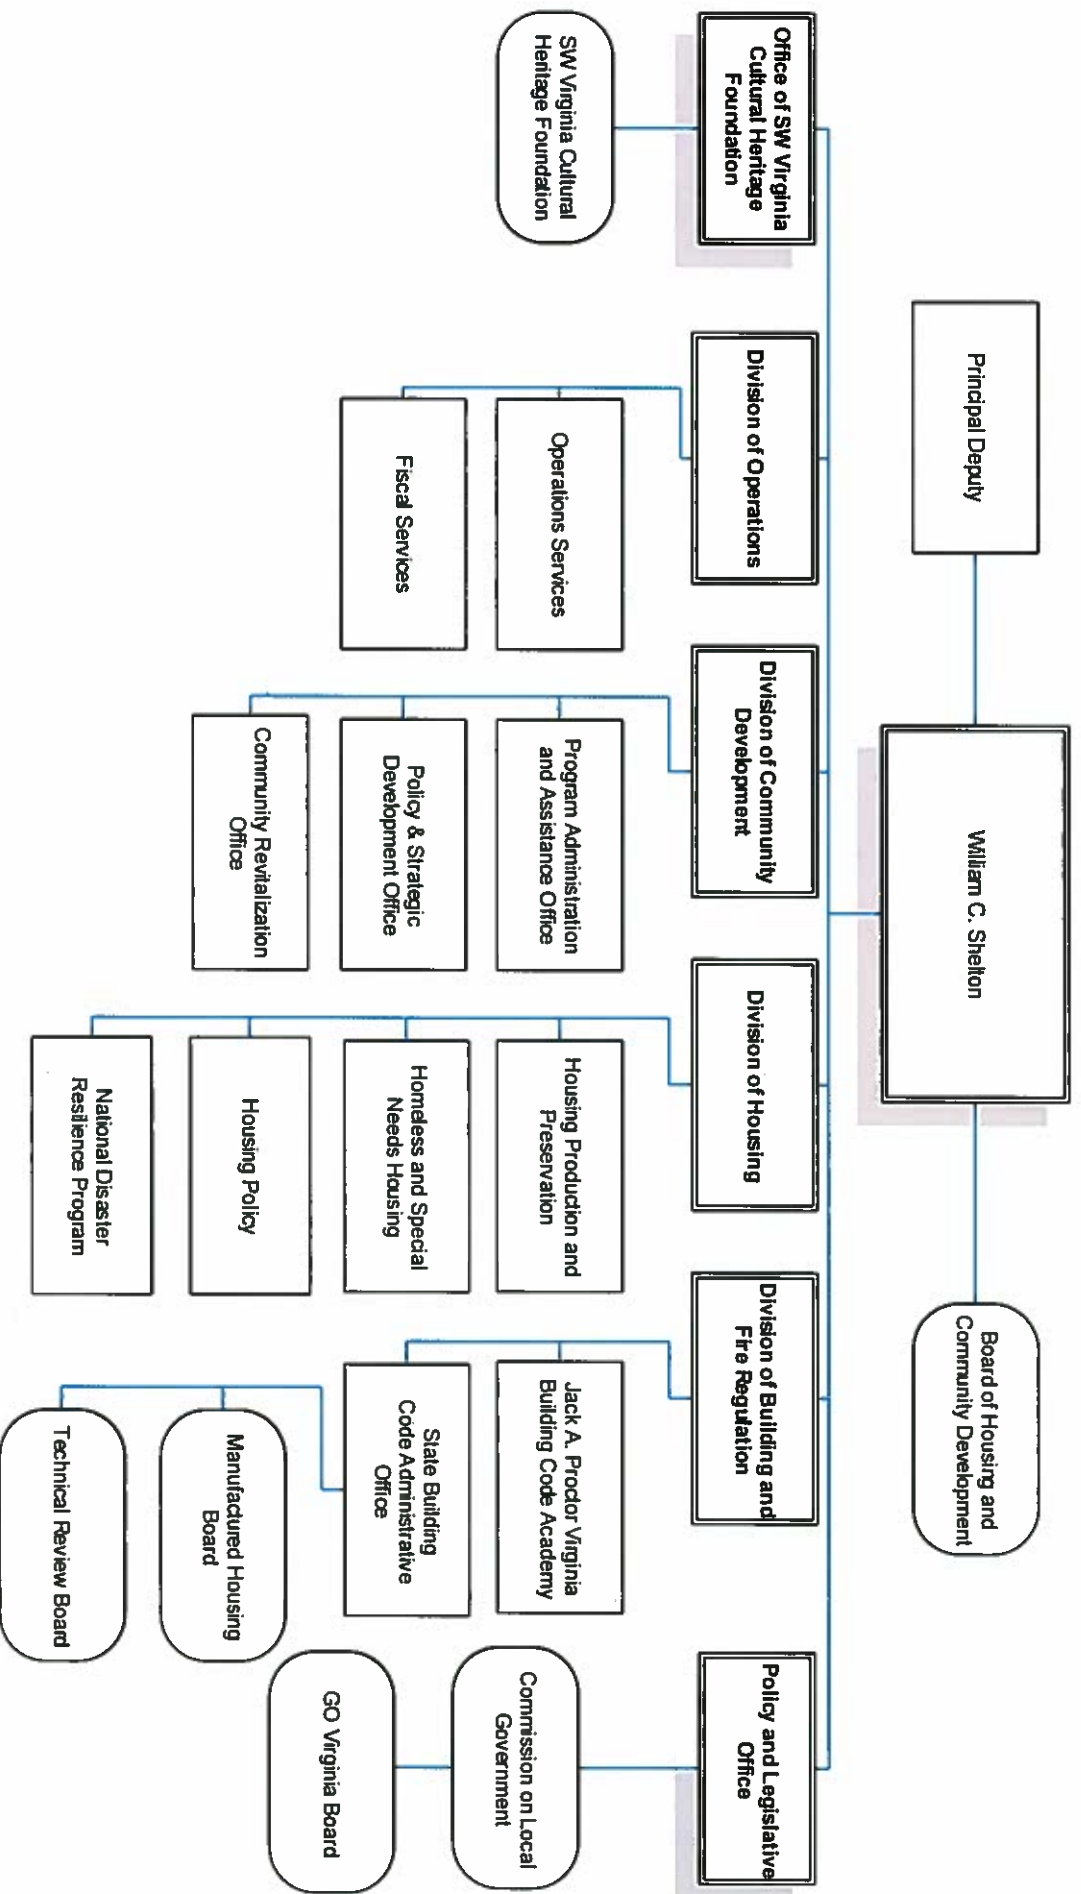 William C. Shelton
Principal Deputy
Board of Housing and
Community Development
Office of SW Virginia
Cultural Heritage
Foundation
SW Virginia Cultural
Heritage Foundation
Division of Operations
Operations Services
Fiscal Services
Division of Community
Development
Program Administration
and Assistance Office
Policy & Strategic
Development Office
Community Revitalization
Office
Division of Housing
Housing Production and
Preservation
Homeless and Special
Needs Housing
Housing Policy
National Disaster
Resilience Program
Division of Building and
Fire Regulation
Jack A. Proctor Virginia
Building Code Academy
State Building
Code Administrative
Office
Manufactured Housing
Board
Technical Review Board
Policy and Legislative
Office
Commission on Local
Government
GO Virginia Board